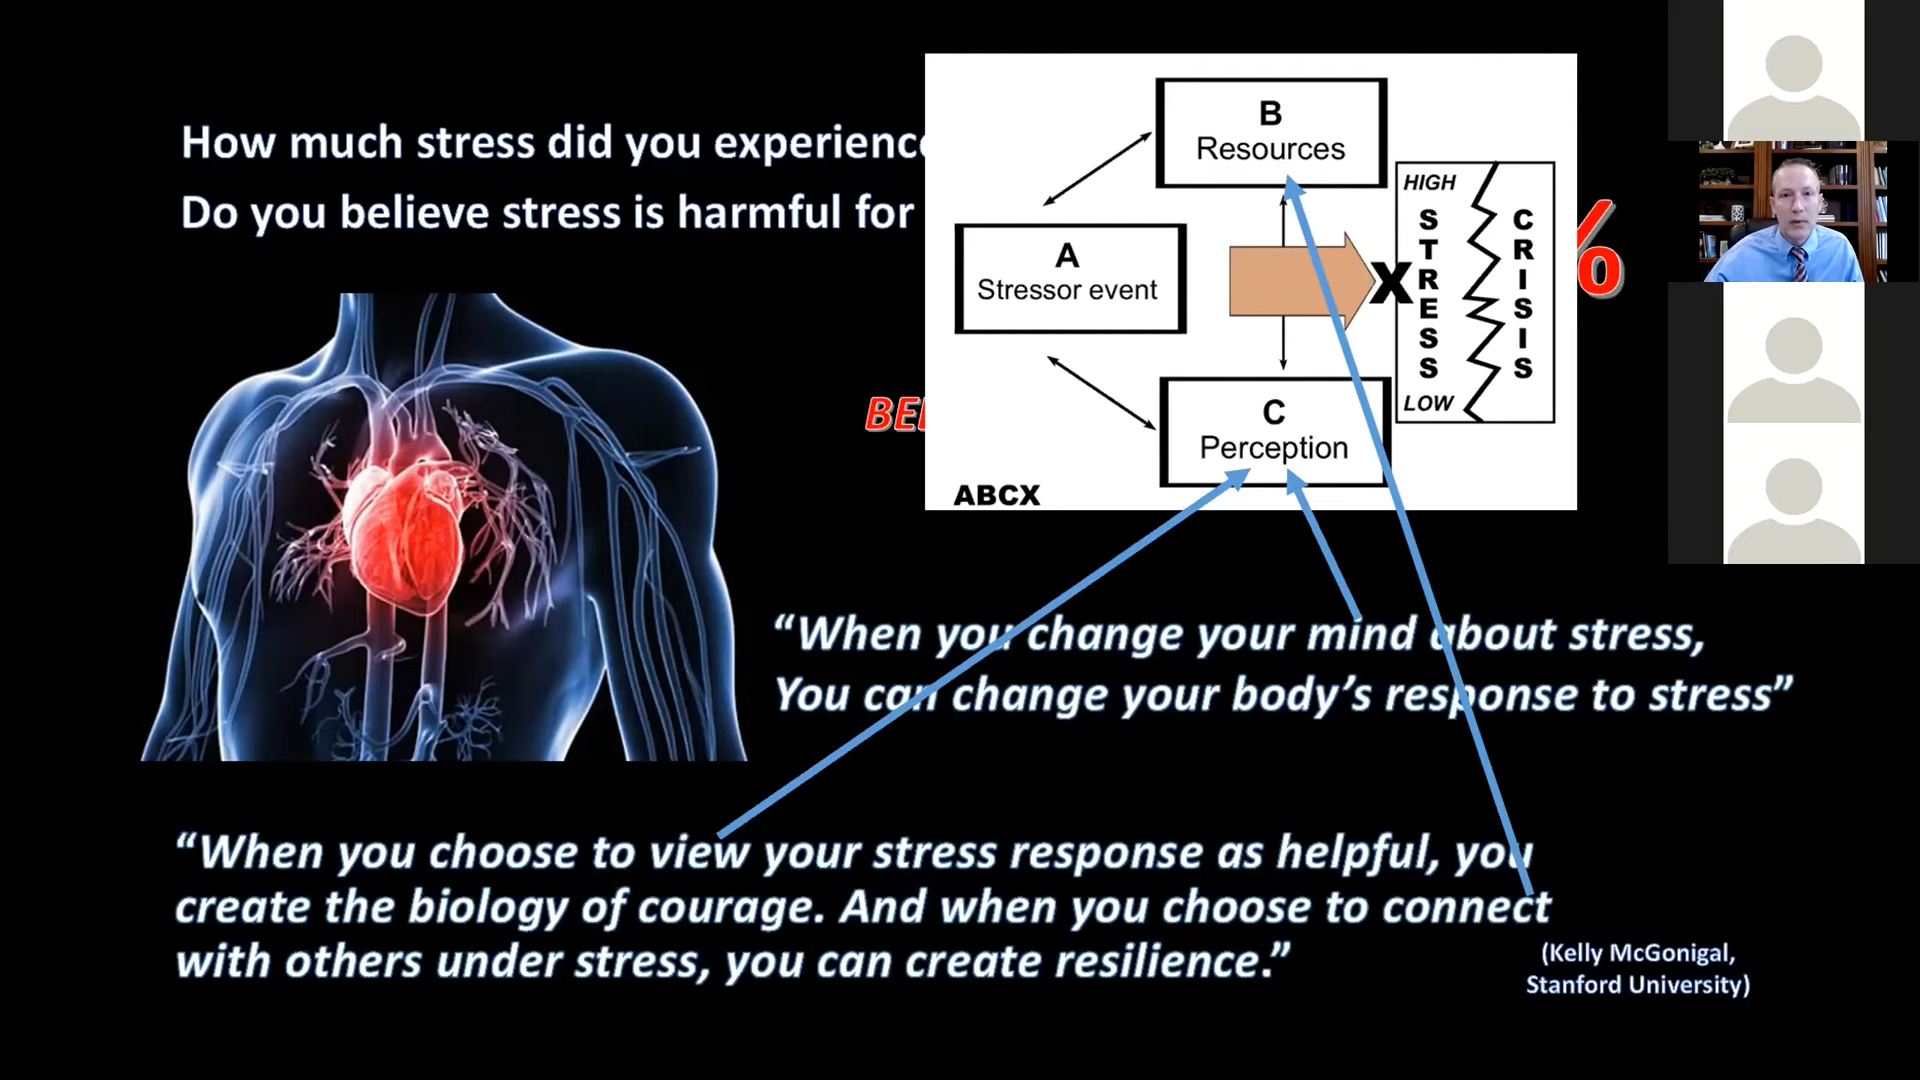 How much stress did you experience
Do you believe stress is harmful for
%
B
Resources
A
Stressor event
C
Perception
X
HIGH
STRESS
LOW
CRISIS
ABCX
“When you change your mind about stress,
You can change your body’s response to stress”
“When you choose to view your stress response as helpful, you
create the biology of courage. And when you choose to connect
with others under stress, you can create resilience.”
(Kelly McGonigal,
Stanford University)